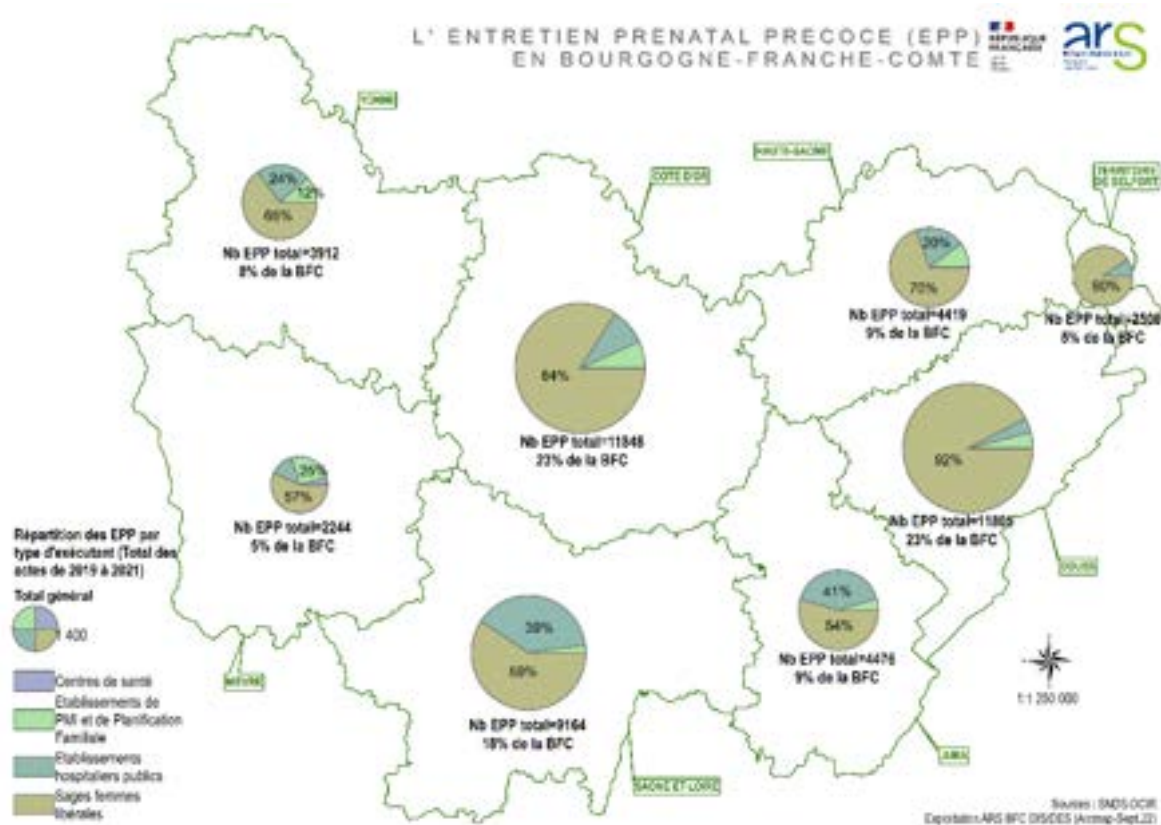 L' ENTRETIEN PRENATAL PRECOCE (EPP)
EN BOURGOGNE-FRANCHE-COMTE
RÉPUBLIQUE
FRANÇAISE
ars
YONNE
HAUTE-SAONE
TERRITOIRE
DE BELFORT
COTE D'OR
24%
12%
Nb EPP total=3912
8% de la BFC
20%
70%
Nb EPP total=4419
9% de la BFC
90%
Nb EPP total=2508
5% de la BFC
84%
Nb EPP total=11848
23% de la BFC
92%
Nb EPP total=11805
23% de la BFC
57%
Nb EPP total=2244
5% de la BFC
DOUBS
41%
54%
Nb EPP total=4476
9% de la BFC
39%
Nb EPP total=9164
18% de la BFC
NIEVRE
JURA
SAONE ET LOIRE
Répartition des EPP par
type d'exécutant (Total des
actes de 2019 à 2021)
Total général
1 400
Centres de santé
Etablissements de
PMI et de Planification
Familiale
Etablissements
hospitaliers publics
Sages femmes
libérales
1:1 250 000
Sources : SNDS-DCIR
Exploitation ARS BFC